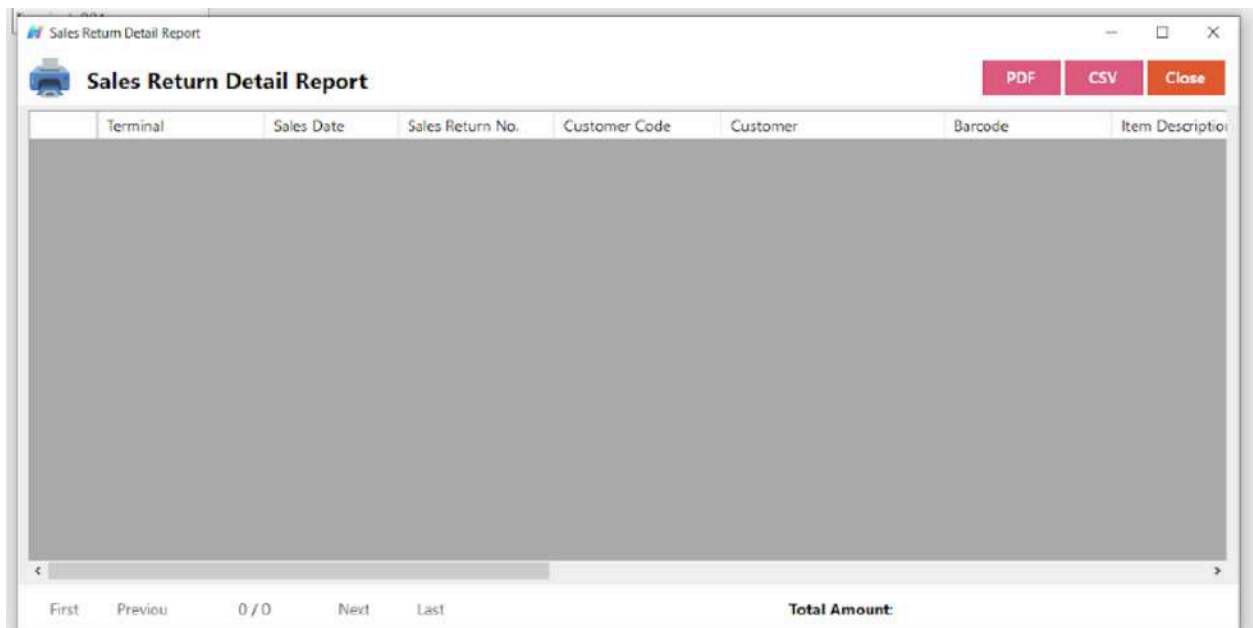 Sales Return Detail Report
Sales Return Detail Report
PDF
CSV
Close
Terminal
Sales Date
Sales Return No.
Customer Code
Customer
Barcode
Item Descriptio
First
Previou
0 / 0
Next
Last
Total Amount: